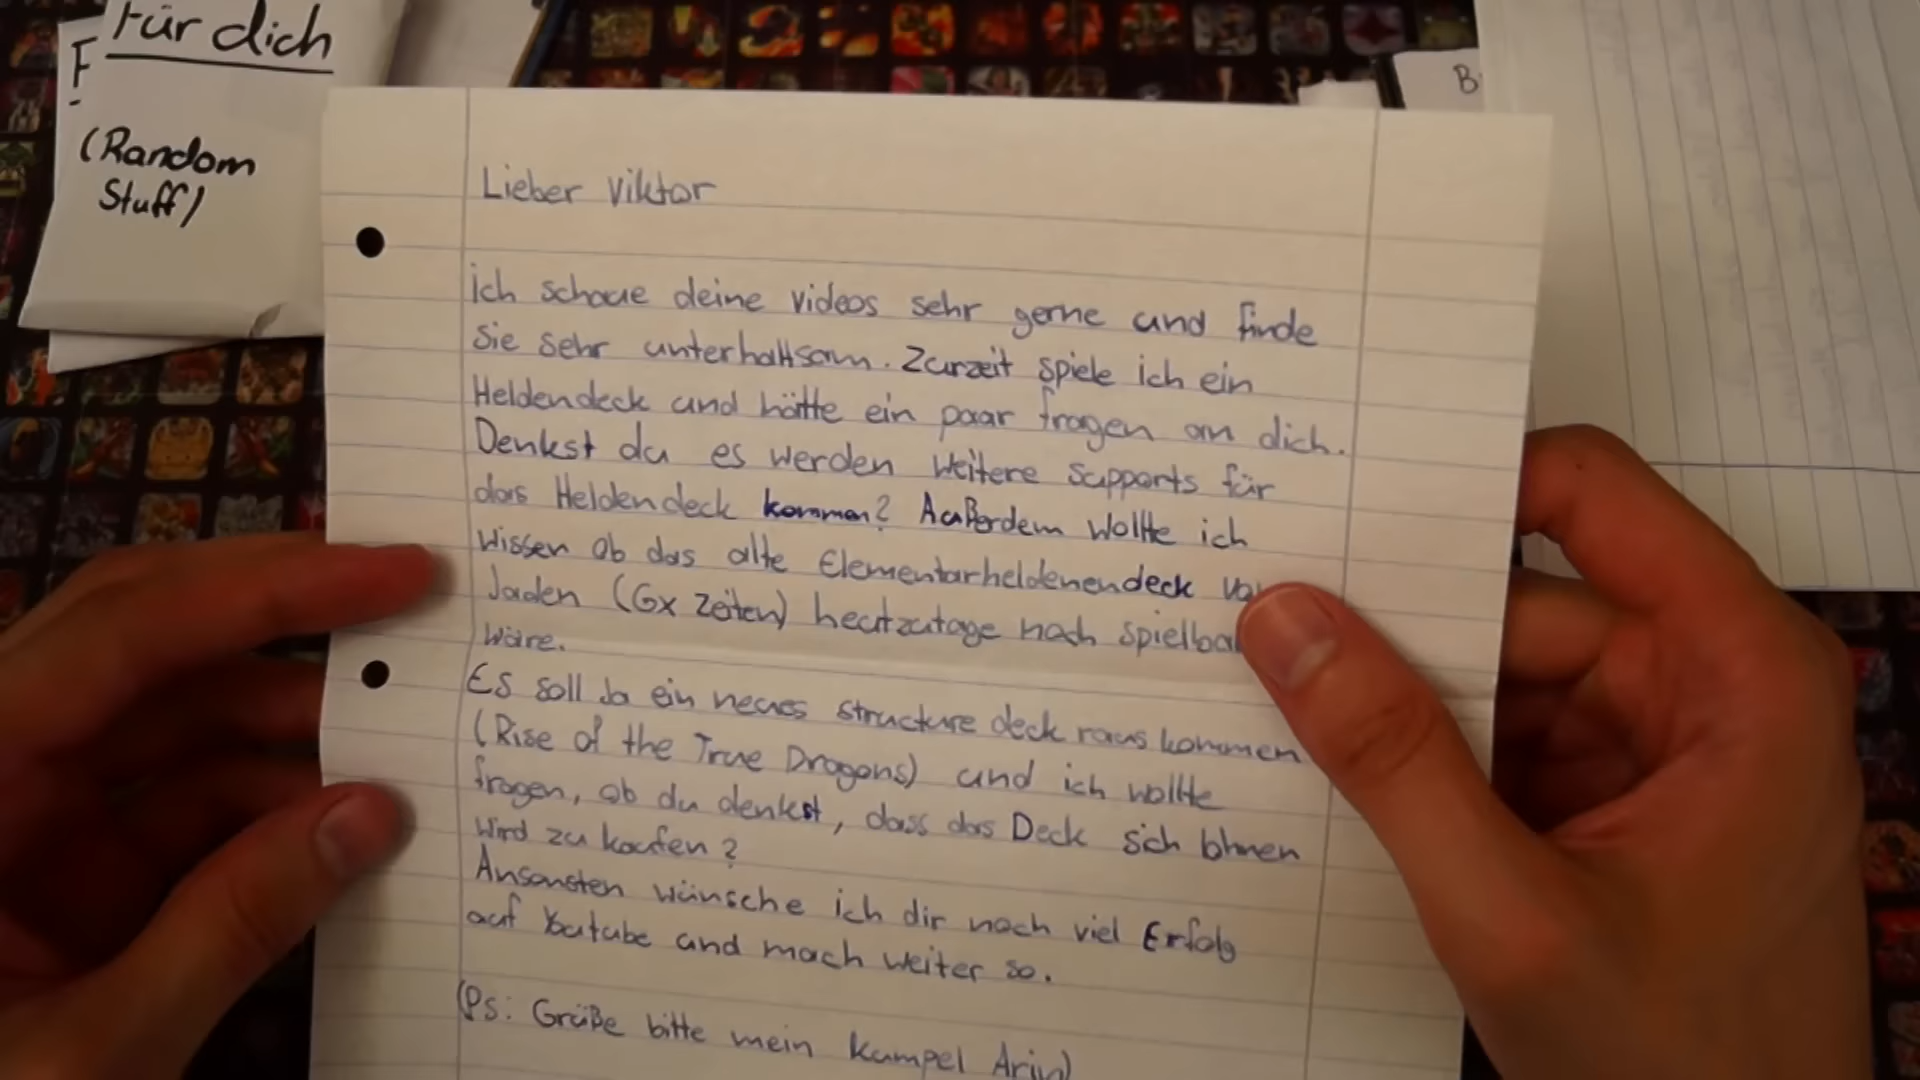 Für dich
F
(Random
Stuff)
B
Lieber Viktor
ich schaue deine videos sehr gerne und finde
sie sehr unterhaltsam. Zurzeit spiele ich ein
Heldendeck und hätte ein paar fragen an dich.
Denkst du es werden weitere Supports für
das Heldendeck kommen? Außerdem wollte ich
wissen ob das alte Elementarheldenendeck
Jaden (Gx Zeiten) heutzutage noch spielba
wäre.
Es soll Ja ein neues structure deck raus kommen
(Rise of the True Dragons) und ich wollte
fragen, ob du denkst, dass das Deck sich
wird zu kaufen?
Ansonsten wünsche ich dir noch viel Erfolg
auf Youtube und mach weiter so.
(Ps: Grüße bitte mein kumpel Arin)